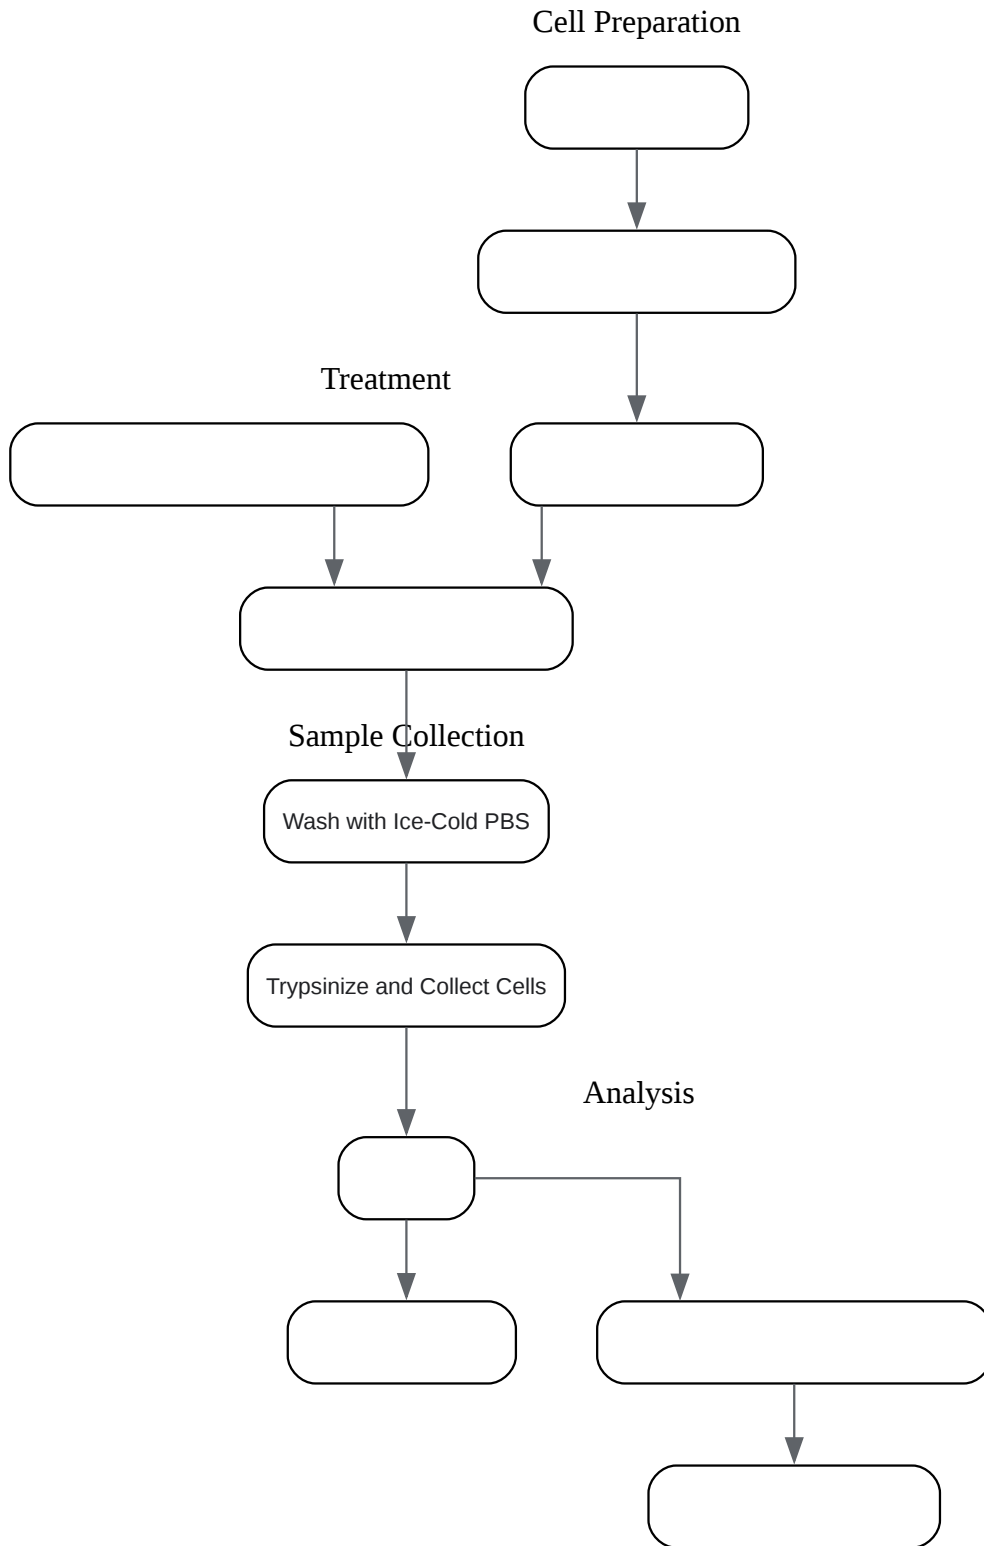 Cell Preparation
Treatment
Sample Collection
Wash with Ice-Cold PBS
Trypsinize and Collect Cells
Analysis